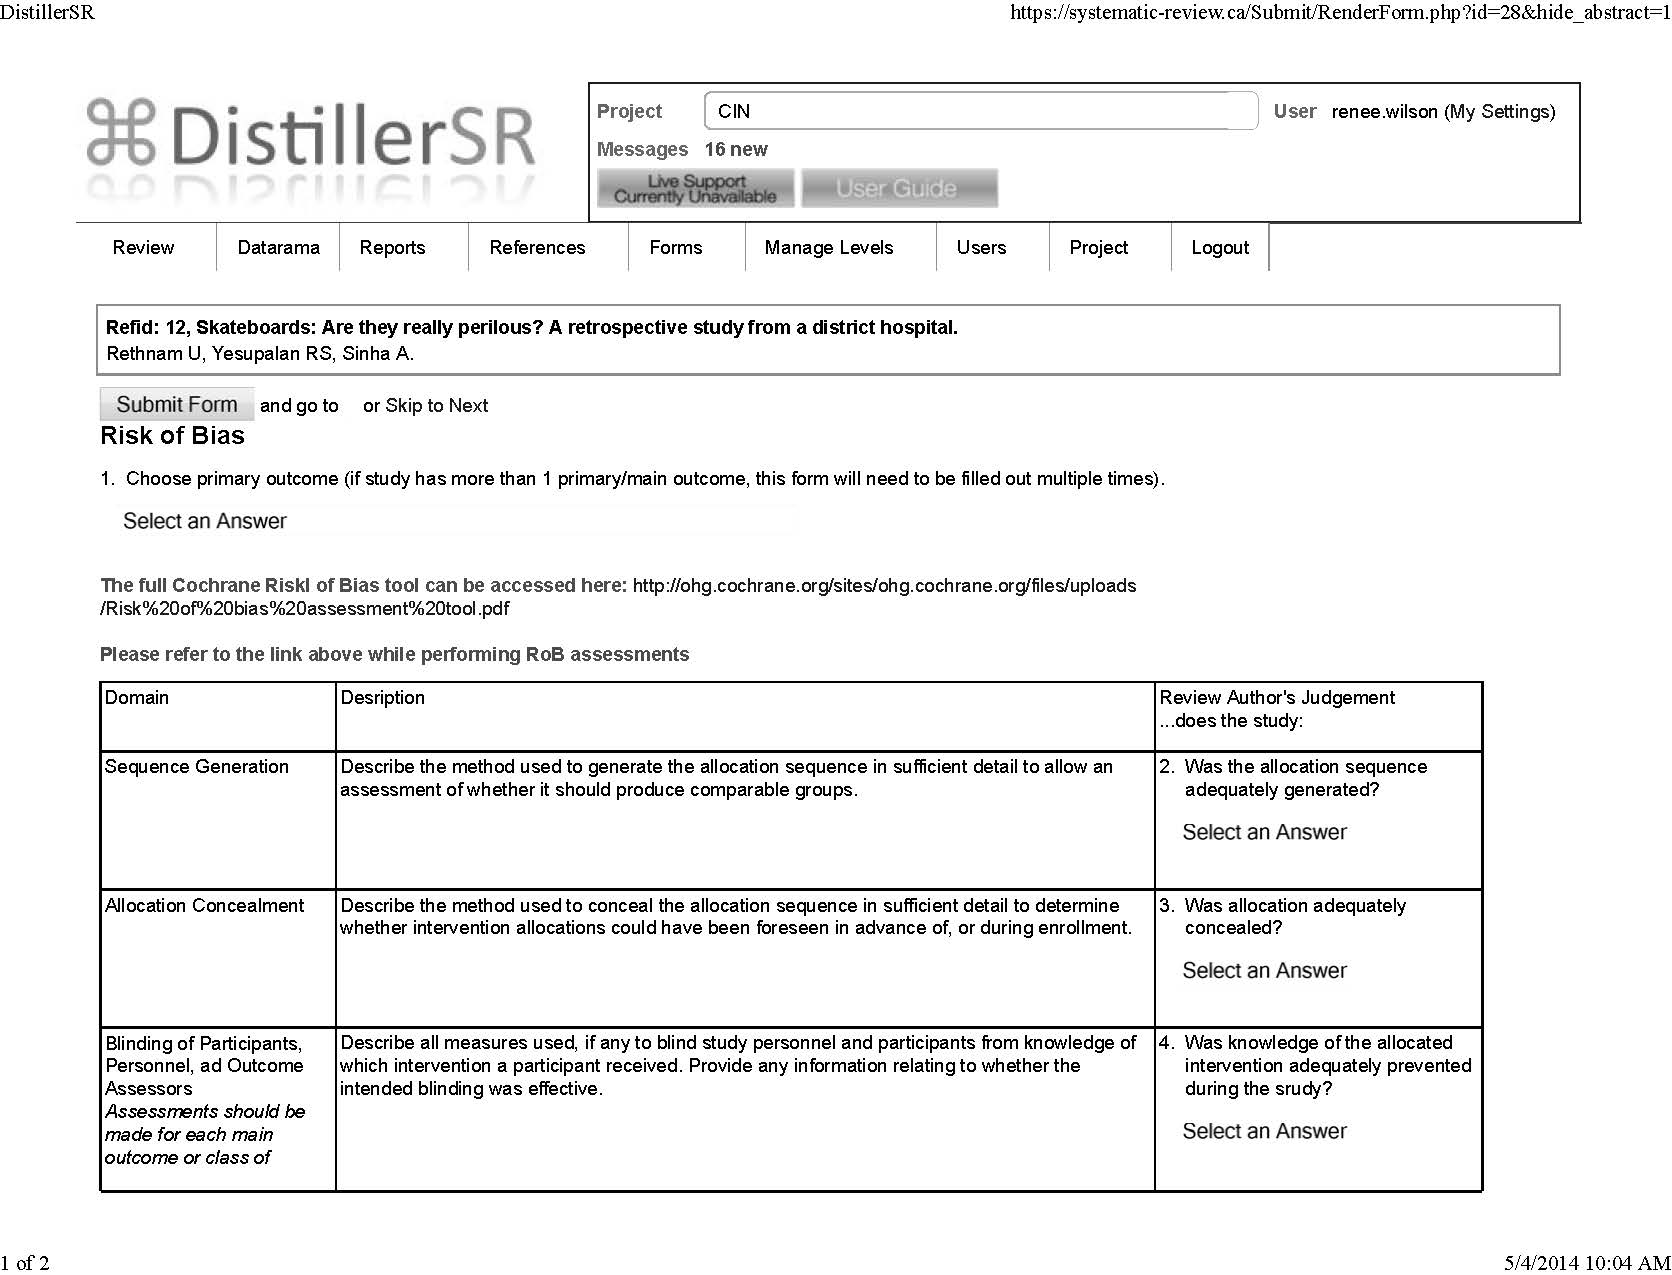 DistillerSR
https://systematic-review.ca/Submit/RenderForm.php?id=28&hide_abstract=1
DistillerSR
Project CIN User renee.wilson (My Settings)
Messages 16 new
Live Support
Currently Unavailable
User Guide
Review Datarama Reports References Forms Manage Levels Users Project Logout
Refid: 12, Skateboards: Are they really perilous? A retrospective study from a district hospital.
Rethnam U, Yesupalan RS, Sinha A.
Submit Form and go to or Skip to Next
Risk of Bias
1. Choose primary outcome (if study has more than 1 primary/main outcome, this form will need to be filled out multiple times).
Select an Answer
The full Cochrane Riskl of Bias tool can be accessed here: http://ohg.cochrane.org/sites/ohg.cochrane.org/files/uploads
/Risk%20of%20bias%20assessment%20tool.pdf
Please refer to the link above while performing RoB assessments
Domain
Desription
Review Author's Judgement
...does the study:
Sequence Generation
Describe the method used to generate the allocation sequence in sufficient detail to allow an
assessment of whether it should produce comparable groups.
2. Was the allocation sequence
adequately generated?
Select an Answer
Allocation Concealment
Describe the method used to conceal the allocation sequence in sufficient detail to determine
whether intervention allocations could have been foreseen in advance of, or during enrollment.
3. Was allocation adequately
concealed?
Select an Answer
Blinding of Participants,
Personnel, ad Outcome
Assessors
Assessments should be
made for each main
outcome or class of
Describe all measures used, if any to blind study personnel and participants from knowledge of
which intervention a participant received. Provide any information relating to whether the
intended blinding was effective.
4. Was knowledge of the allocated
intervention adequately prevented
during the srudy?
Select an Answer
1 of 2
5/4/2014 10:04 AM